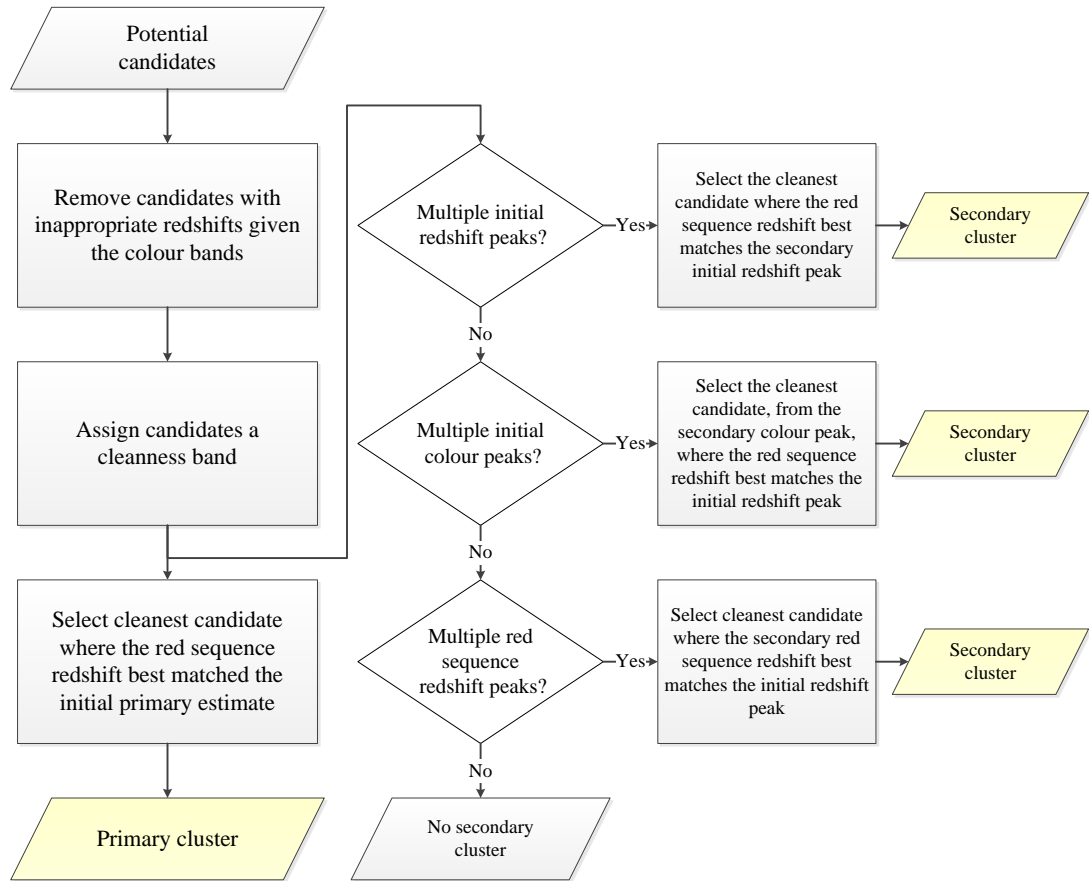 Potential
candidates
Remove candidates with
inappropriate redshifts given
the colour bands
Assign candidates a
cleanness band
Select cleanest candidate
where the red sequence
redshift best matched the
initial primary estimate
Primary cluster
Multiple initial
redshift peaks?
Yes
Select the cleanest
candidate where the red
sequence redshift best
matches the secondary
initial redshift peak
Secondary
cluster
No
Multiple initial
colour peaks?
Yes
Select the cleanest
candidate, from the
secondary colour peak,
where the red sequence
redshift best matches the
initial redshift peak
Secondary
cluster
No
Multiple red
sequence
redshift peaks?
Yes
Select cleanest candidate
where the secondary red
sequence redshift best
matches the initial redshift
peak
Secondary
cluster
No
No secondary
cluster